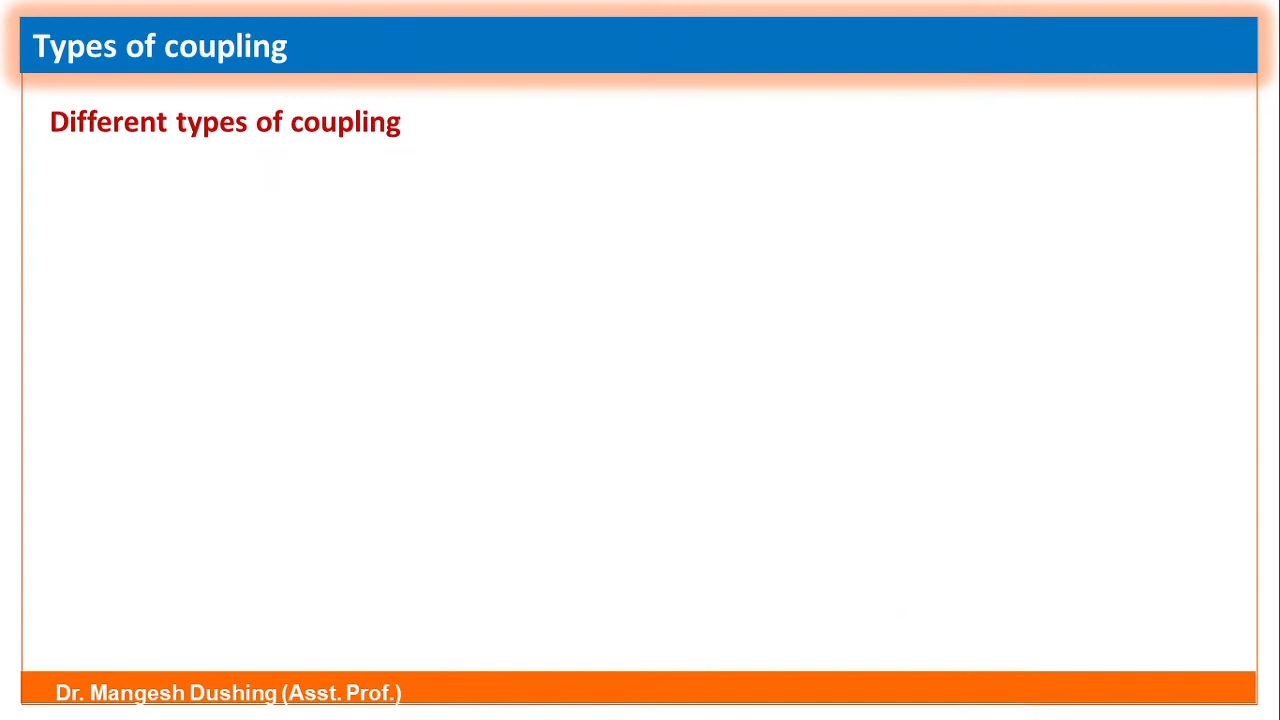 Types of coupling
Different types of coupling
Dr. Mangesh Dushing (Asst. Prof.)